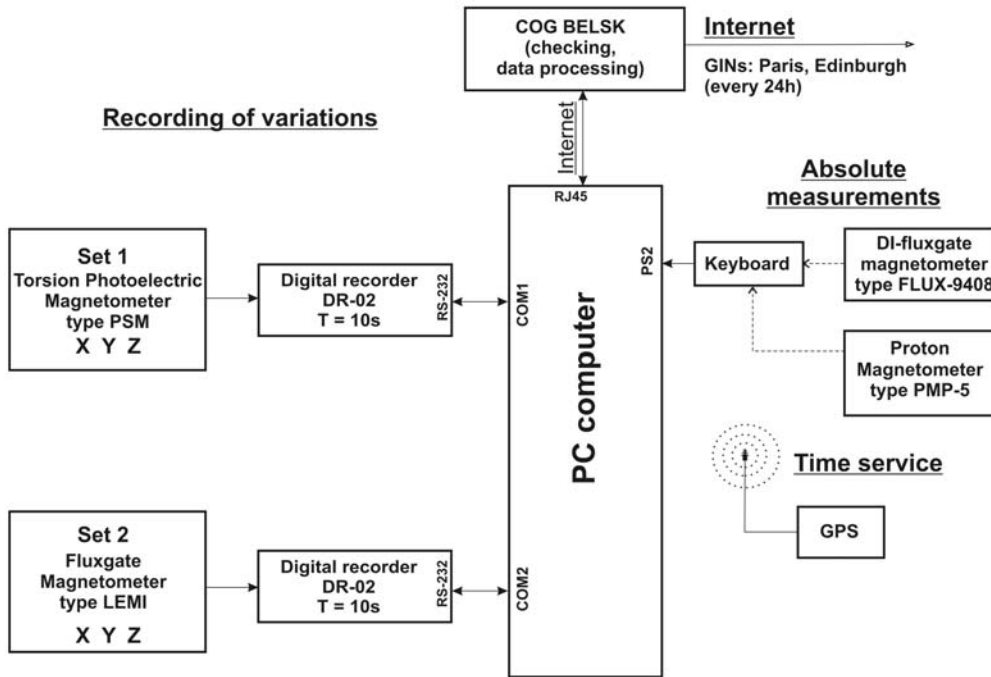 COG BELSK
(checking,
data processing)
Internet
GINs: Paris, Edinburgh
(every 24h)
Recording of variations
Internet
Absolute
measurements
RJ45
Set 1
Torsion Photoelectric
Magnetometer
type PSM
X Y Z
Digital recorder
DR-02
T = 10s
RS-232
COM1
PC computer
PS2
Keyboard
DI-fluxgate
magnetometer
type FLUX-9408
Proton
Magnetometer
type PMP-5
Time service
GPS
Set 2
Fluxgate
Magnetometer
type LEMI
X Y Z
Digital recorder
DR-02
T = 10s
RS-232
COM2